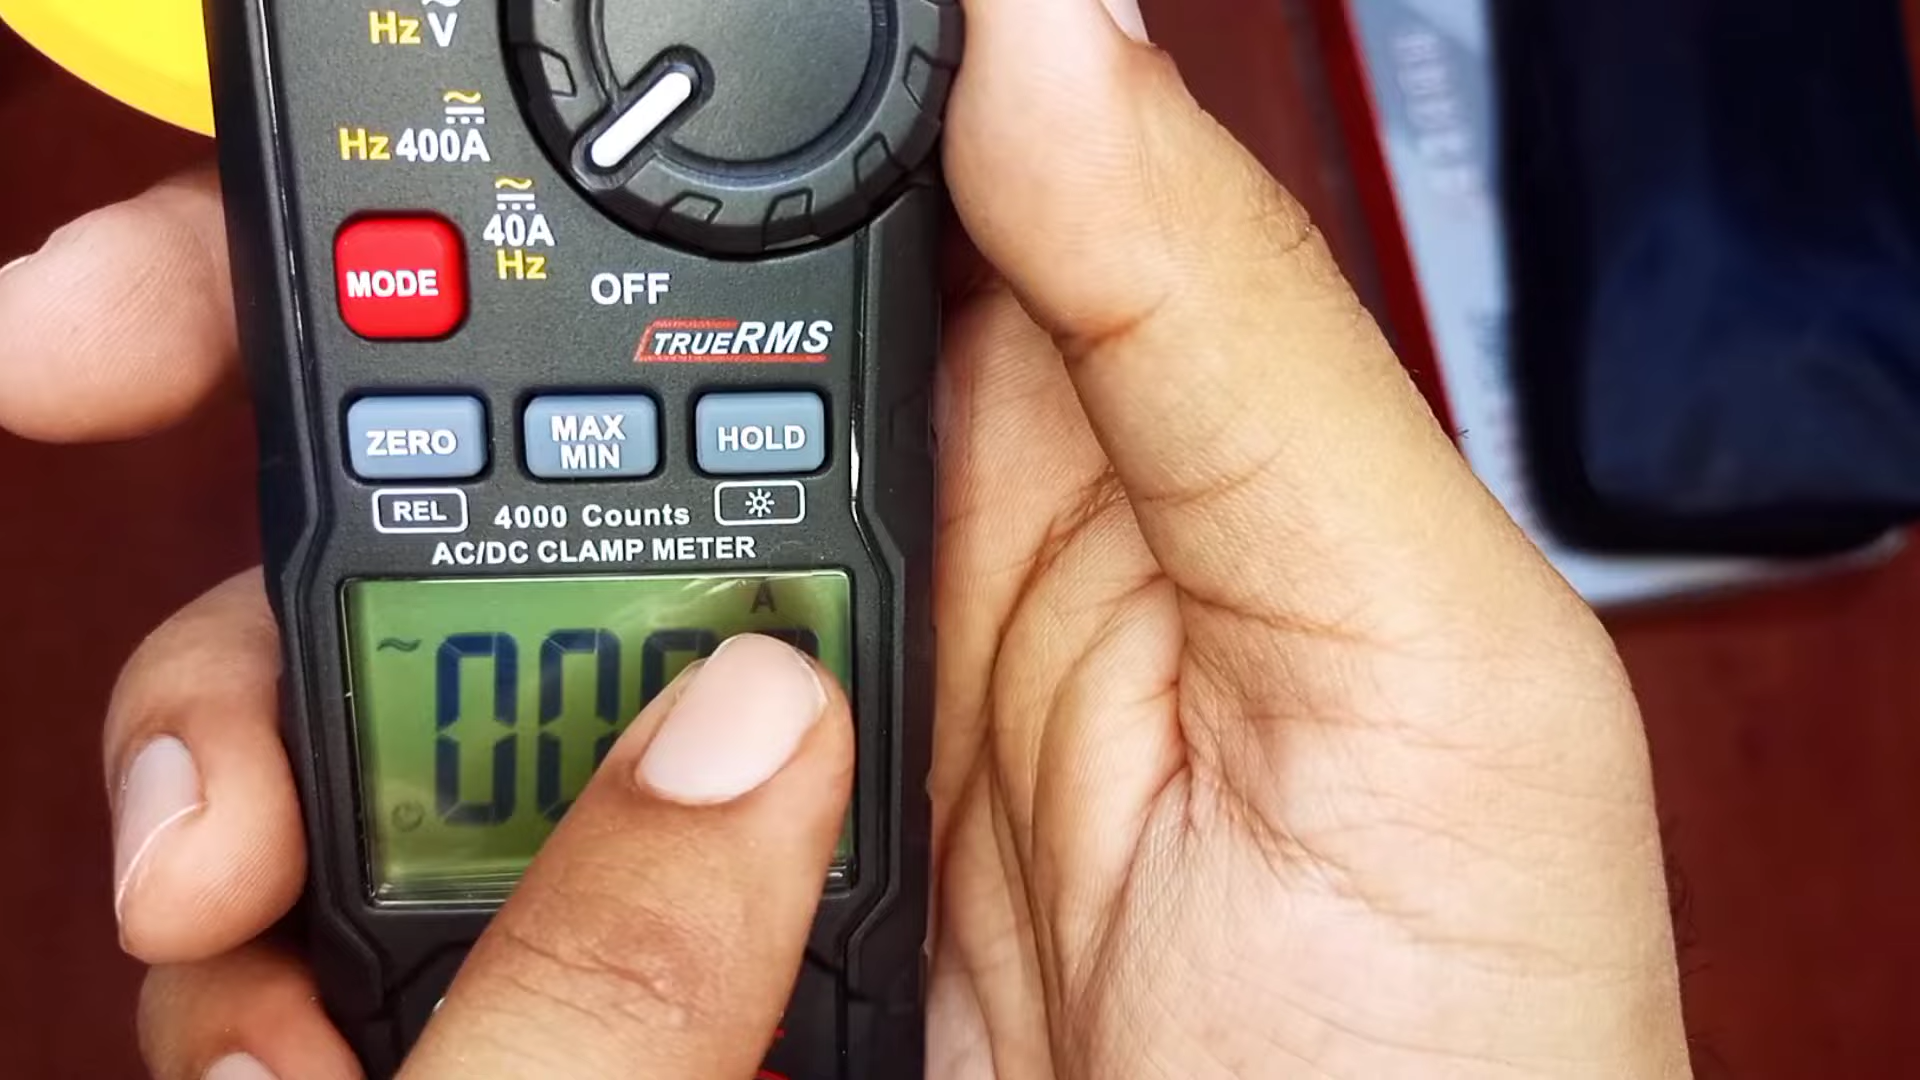 Hz V
Hz 400A
40A
Hz
MODE
OFF
TRUERMS
ZERO
MAX
MIN
HOLD
REL
4000 Counts
AC/DC CLAMP METER
A
~00